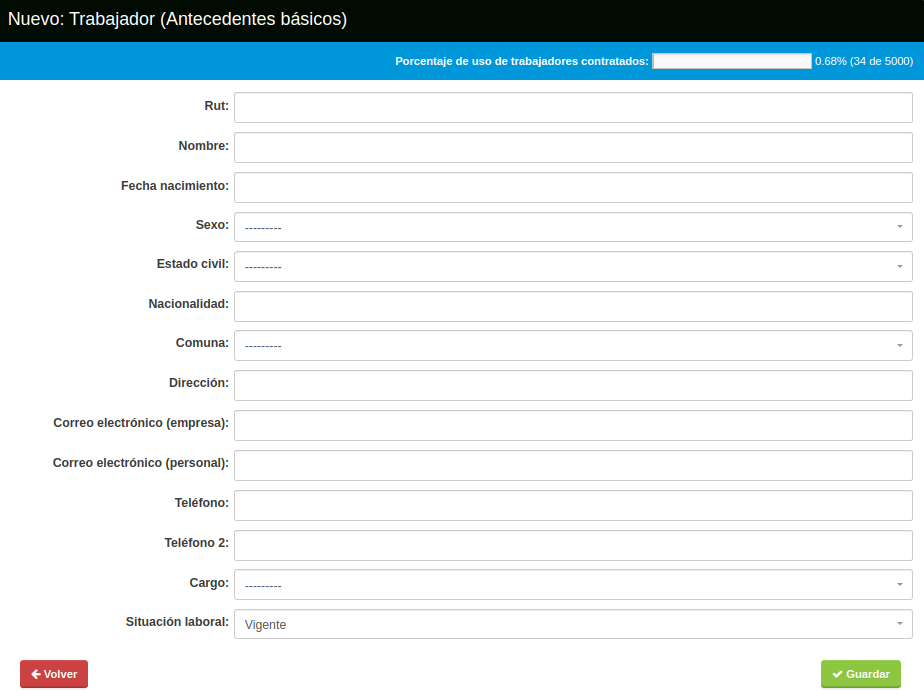 Nuevo: Trabajador (Antecedentes básicos)
Porcentaje de uso de trabajadores contratados: 0.68% (34 de 5000)
Rut:
Nombre:
Fecha nacimiento:
Sexo: ---------
Estado civil: ---------
Nacionalidad:
Comuna: ---------
Dirección:
Correo electrónico (empresa):
Correo electrónico (personal):
Teléfono:
Teléfono 2:
Cargo: ---------
Situación laboral: Vigente
Volver Guardar